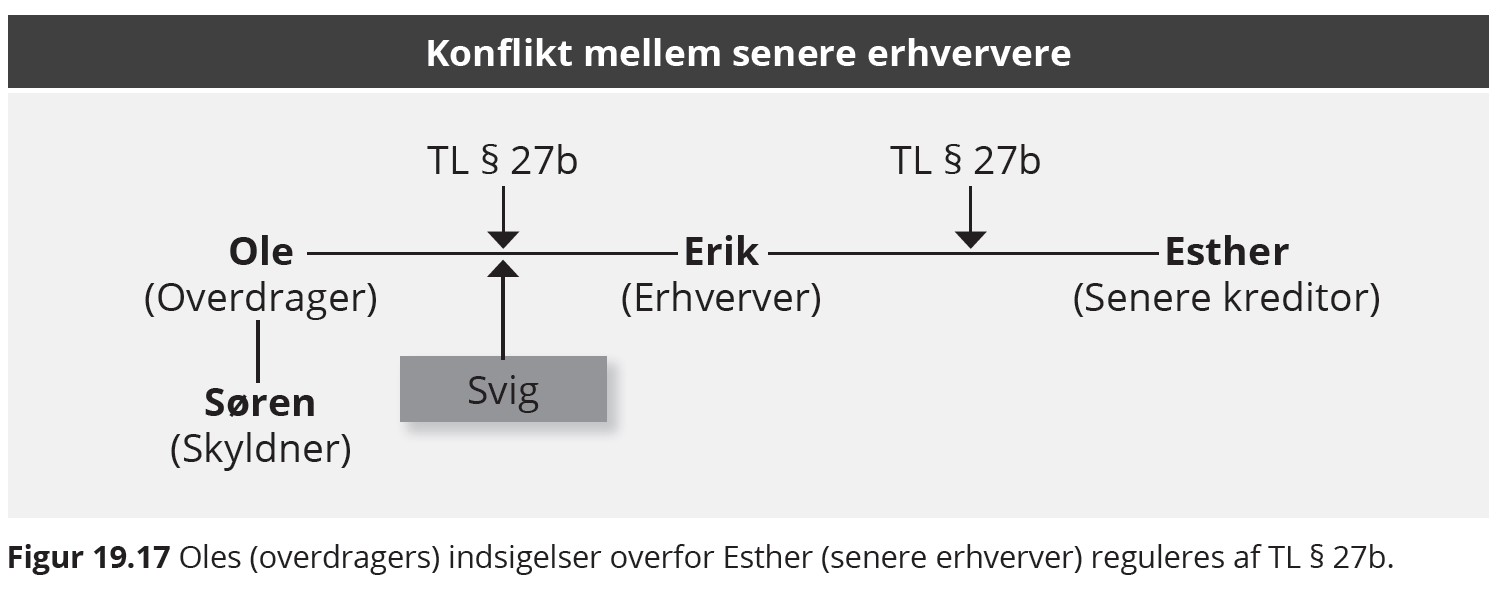 Konflikt mellem senere erhververe
TL § 27b
TL § 27b
Ole
Erik
Esther
(Overdrager)
(Erhverver)
(Senere kreditor)
Søren
Svig
(Skyldner)
Figur 19.17 Oles (overdragers) indsigelser overfor Esther (senere erhverver) reguleres af TL § 27b.